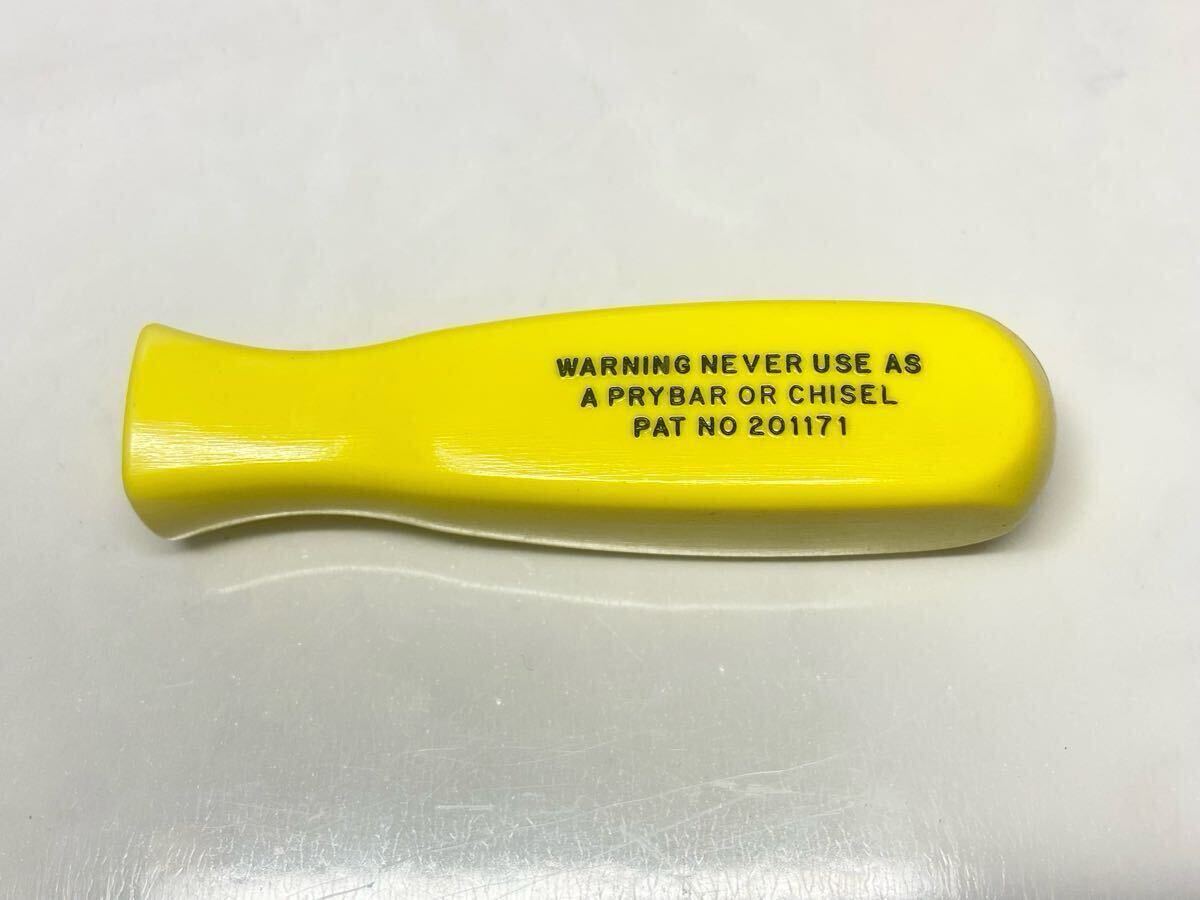 WARNING NEVER USE AS
A PRYBAR OR CHISEL
PAT NO 201171